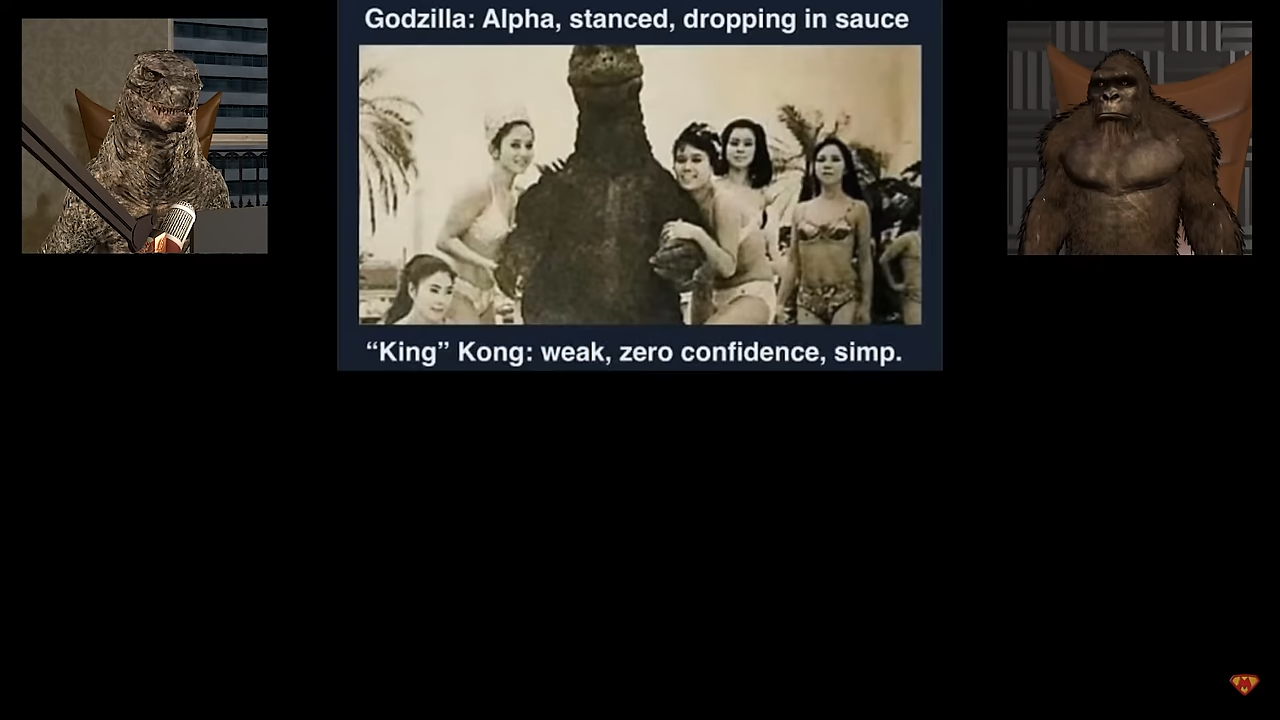 Godzilla: Alpha, stanced, dropping in sauce
“King” Kong: weak, zero confidence, simp.